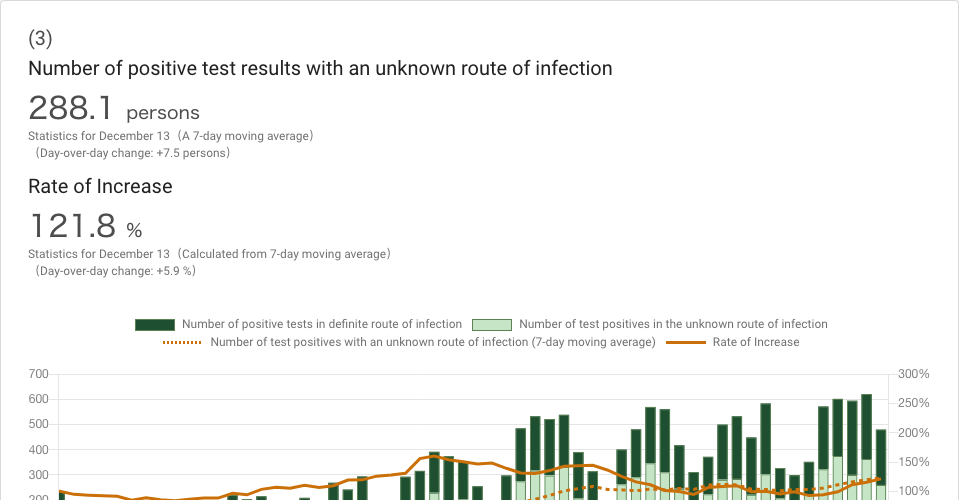 (3)
Number of positive test results with an unknown route of infection
288.1 persons
Statistics for December 13（A 7-day moving average）
（Day-over-day change: +7.5 persons）
Rate of Increase
121.8 %
Statistics for December 13（Calculated from 7-day moving average）
（Day-over-day change: +5.9 %）
Number of positive tests in definite route of infection Number of test positives in the unknown route of infection
Number of test positives with an unknown route of infection (7-day moving average) Rate of Increase
700 300%
600 250%
500 200%
400 150%
300 100%
200